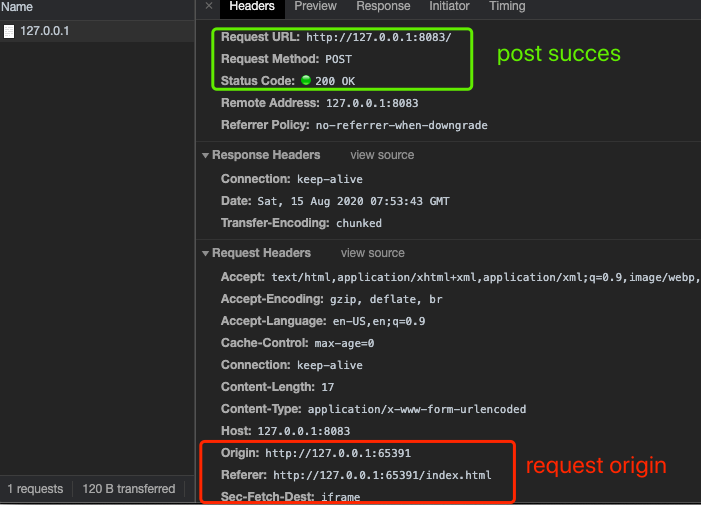 Name
127.0.0.1
1 requests
120 B transferred
× Headers Preview Response Initiator Timing
Request URL: http://127.0.0.1:8083/
Request Method: POST
Status Code: 200 OK
post succes
Remote Address: 127.0.0.1:8083
Referrer Policy: no-referrer-when-downgrade
Response Headers view source
Connection: keep-alive
Date: Sat, 15 Aug 2020 07:53:43 GMT
Transfer-Encoding: chunked
Request Headers view source
Accept: text/html,application/xhtml+xml,application/xml;q=0.9,image/webp,
Accept-Encoding: gzip, deflate, br
Accept-Language: en-US,en;q=0.9
Cache-Control: max-age=0
Connection: keep-alive
Content-Length: 17
Content-Type: application/x-www-form-urlencoded
Host: 127.0.0.1:8083
Origin: http://127.0.0.1:65391
Referer: http://127.0.0.1:65391/index.html
Sec-Fetch-Dest: iframe
request origin